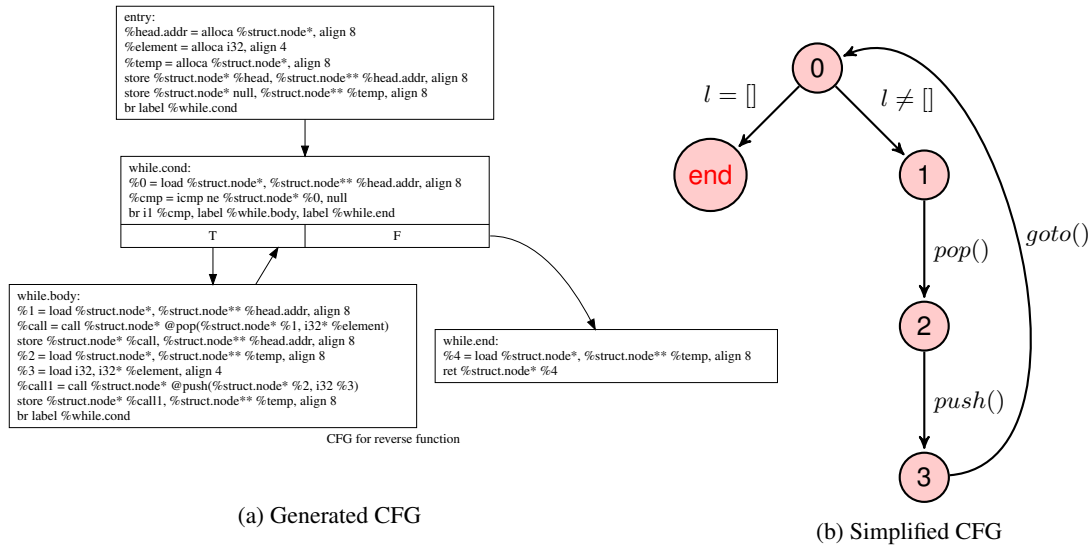 entry:
%head.addr = alloca %struct.node*, align 8
%element = alloca i32, align 4
%temp = alloca %struct.node*, align 8
store %struct.node* %head, %struct.node** %head.addr, align 8
store %struct.node* null, %struct.node** %temp, align 8
br label %while.cond
while.cond:
%0 = load %struct.node*, %struct.node** %head.addr, align 8
%cmp = icmp ne %struct.node* %0, null
br i1 %cmp, label %while.body, label %while.end
T
F
while.body:
%1 = load %struct.node*, %struct.node** %head.addr, align 8
%call = call %struct.node* @pop(%struct.node* %1, i32* %element)
store %struct.node* %call, %struct.node** %head.addr, align 8
%2 = load %struct.node*, %struct.node** %temp, align 8
%3 = load i32, i32* %element, align 4
%call1 = call %struct.node* @push(%struct.node* %2, i32 %3)
store %struct.node* %call1, %struct.node** %temp, align 8
br label %while.cond
while.end:
%4 = load %struct.node*, %struct.node** %temp, align 8
ret %struct.node* %4
CFG for reverse function
(a) Generated CFG
0
l = []
l ≠ []
end
1
pop()
goto()
2
push()
3
(b) Simplified CFG